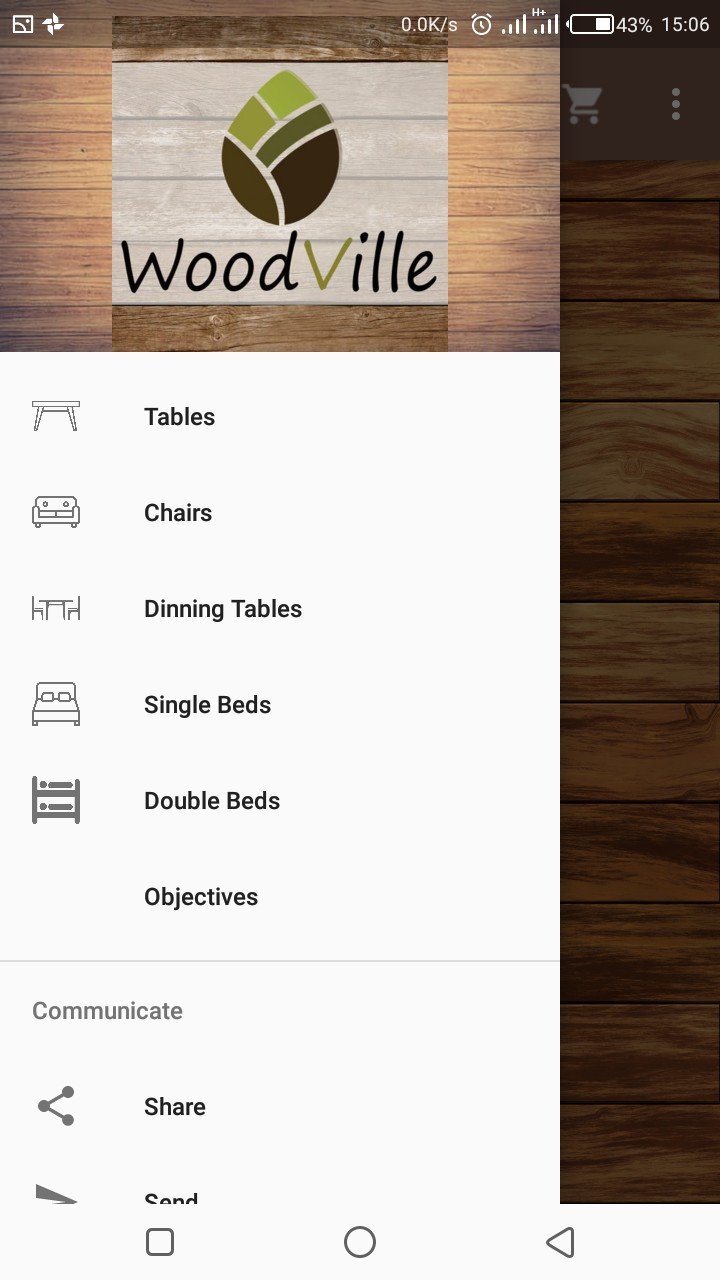 0.0K/s H+ 43% 15:06
WoodVille
Tables
Chairs
Dinning Tables
Single Beds
Double Beds
Objectives
Communicate
Share
Send